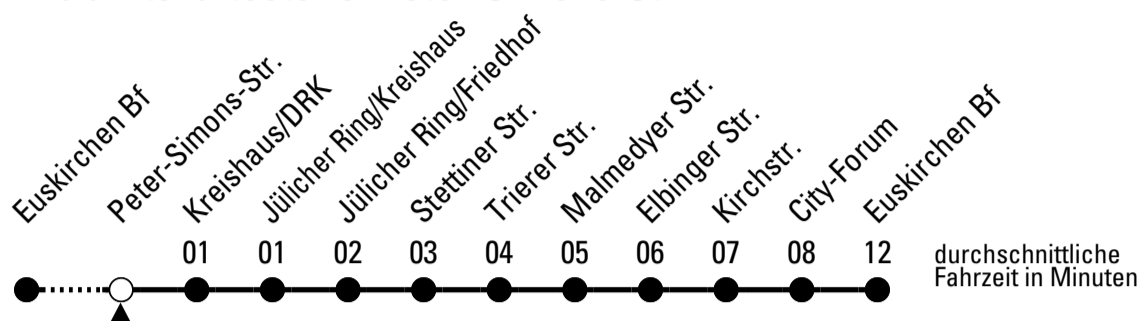 Euskirchen Bf
Peter-Simons-Str.
Kreishaus/DRK
Jülicher Ring/Kreishaus
Jülicher Ring/Friedhof
Stettiner Str.
Trierer Str.
Malmedyer Str.
Elbinger Str.
Kirchstr.
City-Forum
Euskirchen Bf
01 01 02 03 04 05 06 07 08 12
durchschnittliche
Fahrzeit in Minuten